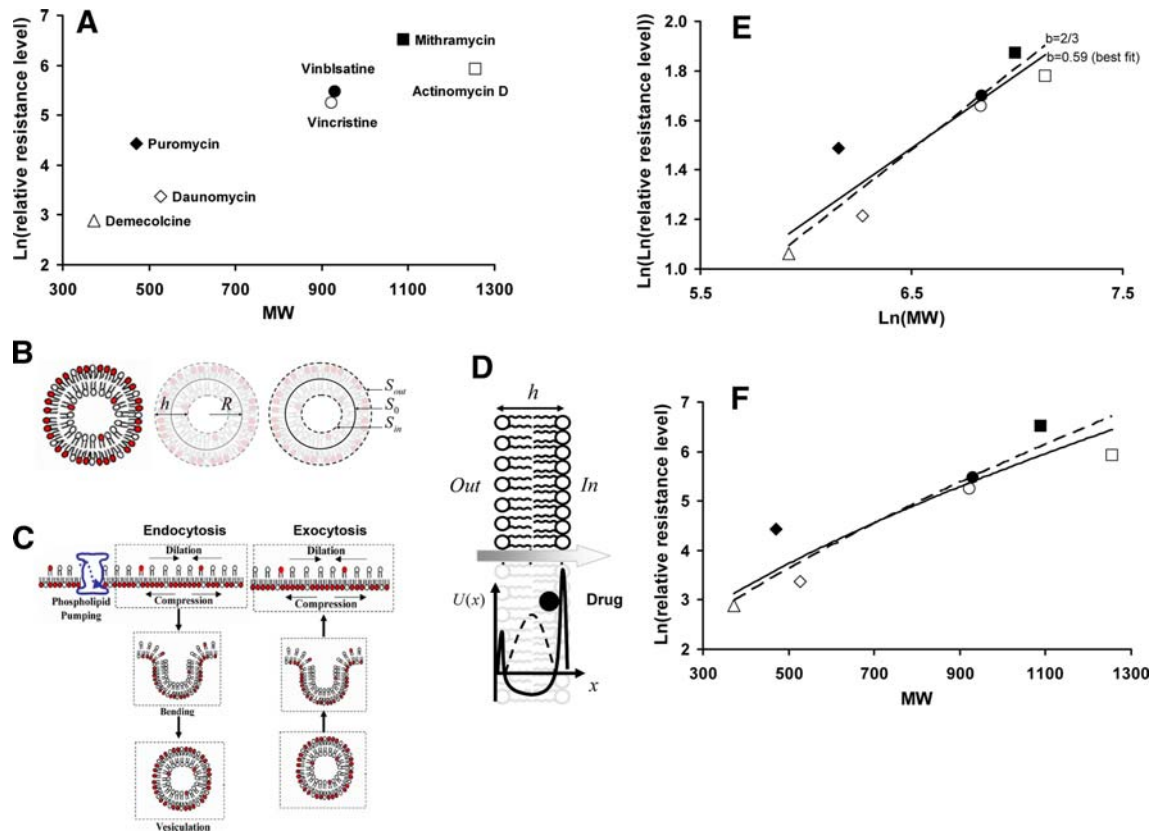 A
Ln(relative resistance level)
7
6
5
4
3
2
300
500
700
900
1100
1300
MW
Mithramycin
Vinblsatine
Actinomycin D
Vincristine
Puromycin
Daunomycin
Demecolcine
B
h
R
S_out
S_0
S_in
C
Endocytosis
Exocytosis
Dilation
Dilation
Phospholipid
Pumping
Compression
Compression
Bending
Vesiculation
D
h
Out
In
U(x)
Drug
x
E
Ln(Ln(relative resistance level))
2.0
1.8
1.6
1.4
1.2
1.0
5.5
6.5
7.5
Ln(MW)
b=2/3
b=0.59 (best fit)
F
Ln(relative resistance level)
7
6
5
4
3
2
300
500
700
900
1100
1300
MW